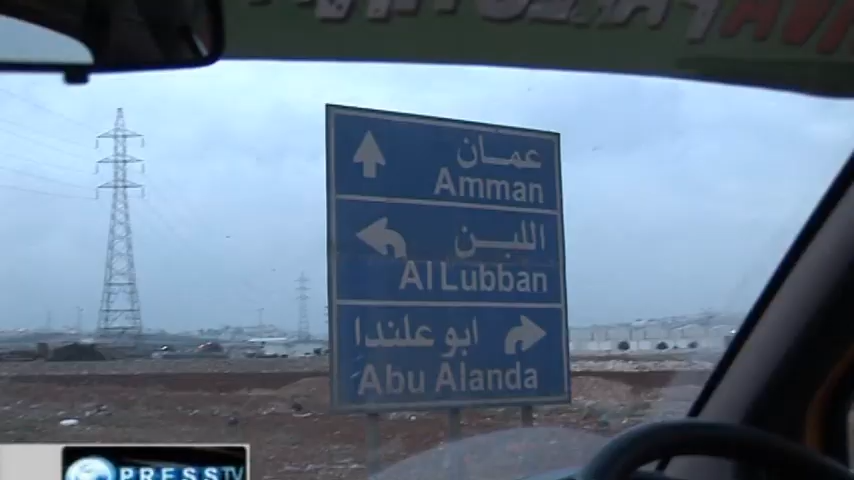 عمان
Amman
اللبن
Al Lubban
ابو علندا
Abu Alanda
PRESS TV